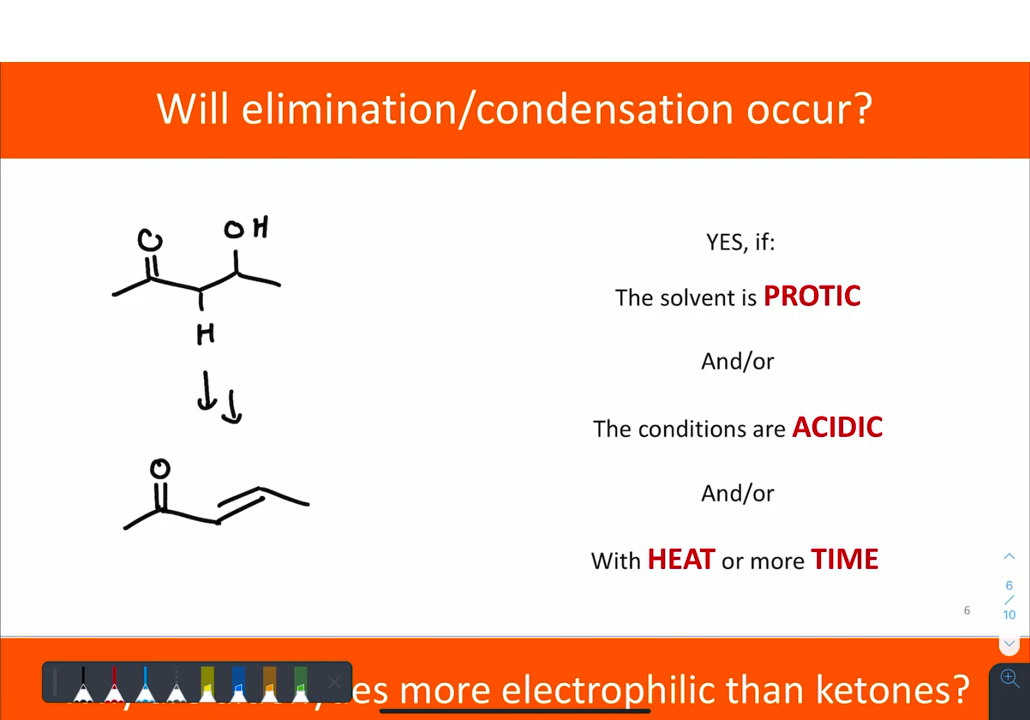 Will elimination/condensation occur?
O
OH
H
O
YES, if:
The solvent is PROTIC
And/or
The conditions are ACIDIC
And/or
With HEAT or more TIME
6
6
/
10
es more electrophilic than ketones?